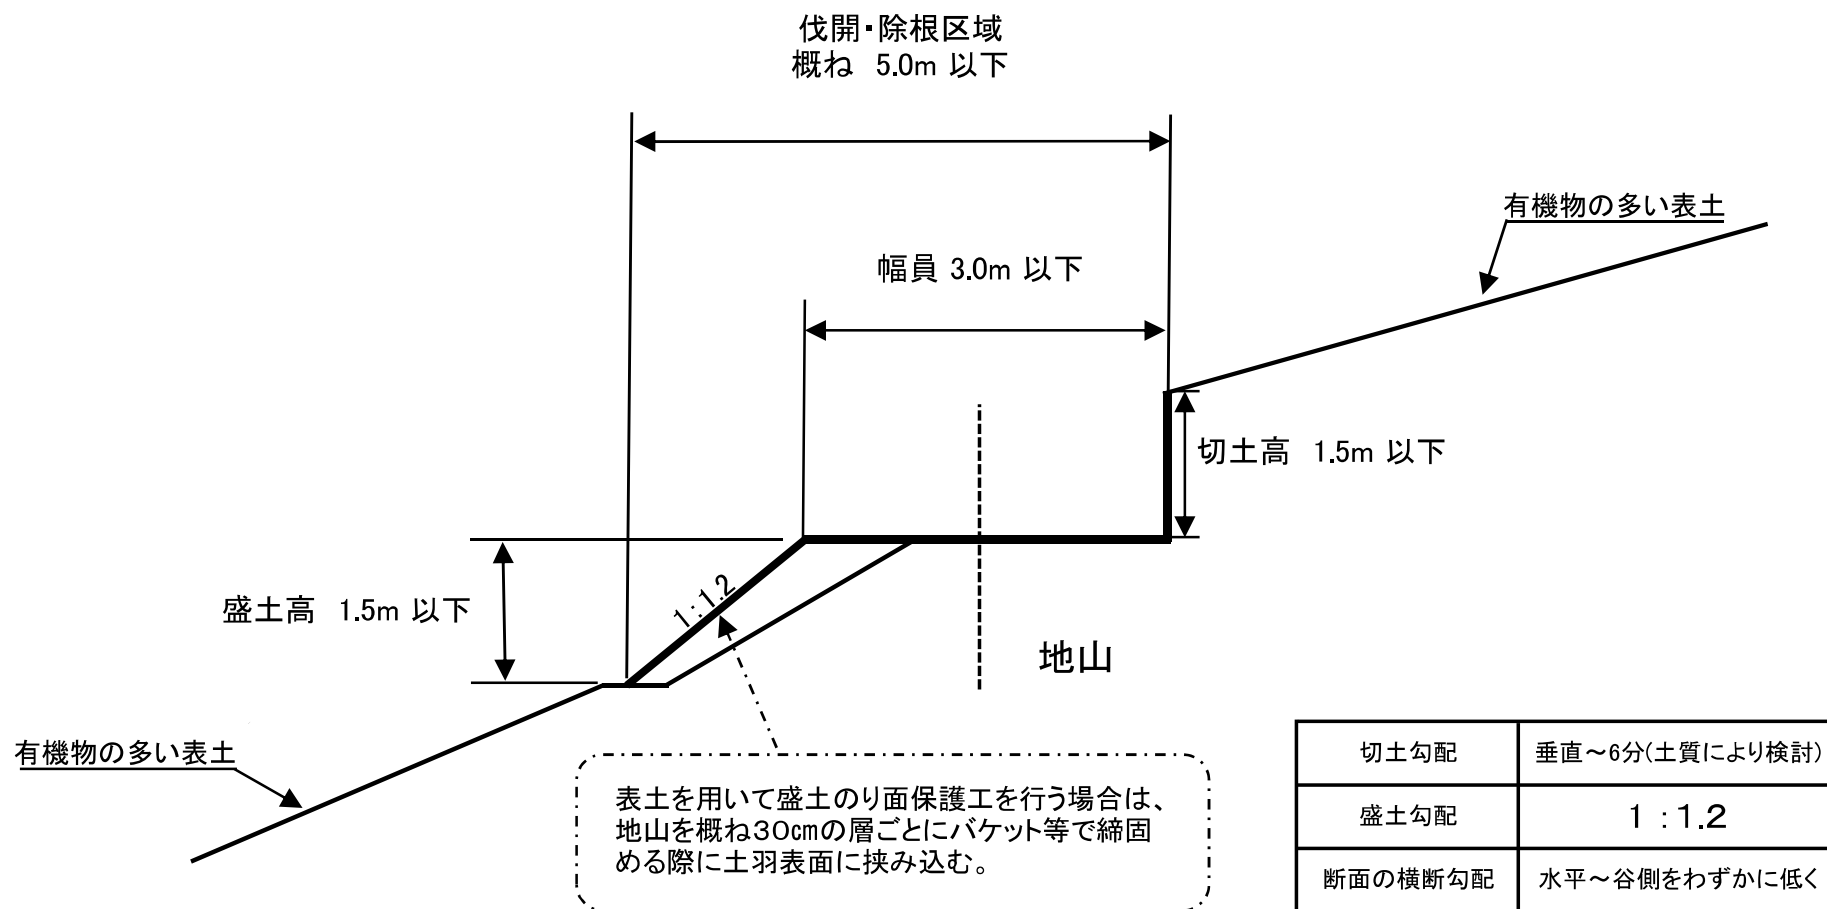 伐開・除根区域
概ね 5.0m 以下
有機物の多い表土
幅員 3.0m 以下
切土高 1.5m 以下
1:1.2
盛土高 1.5m 以下
地山
有機物の多い表土
表土を用いて盛土のり面保護工を行う場合は、
地山を概ね30cmの層ごとにバケット等で締固
める際に土羽表面に挟み込む。
切土勾配 垂直～6分(土質により検討)
盛土勾配 1 : 1.2
断面の横断勾配 水平～谷側をわずかに低く